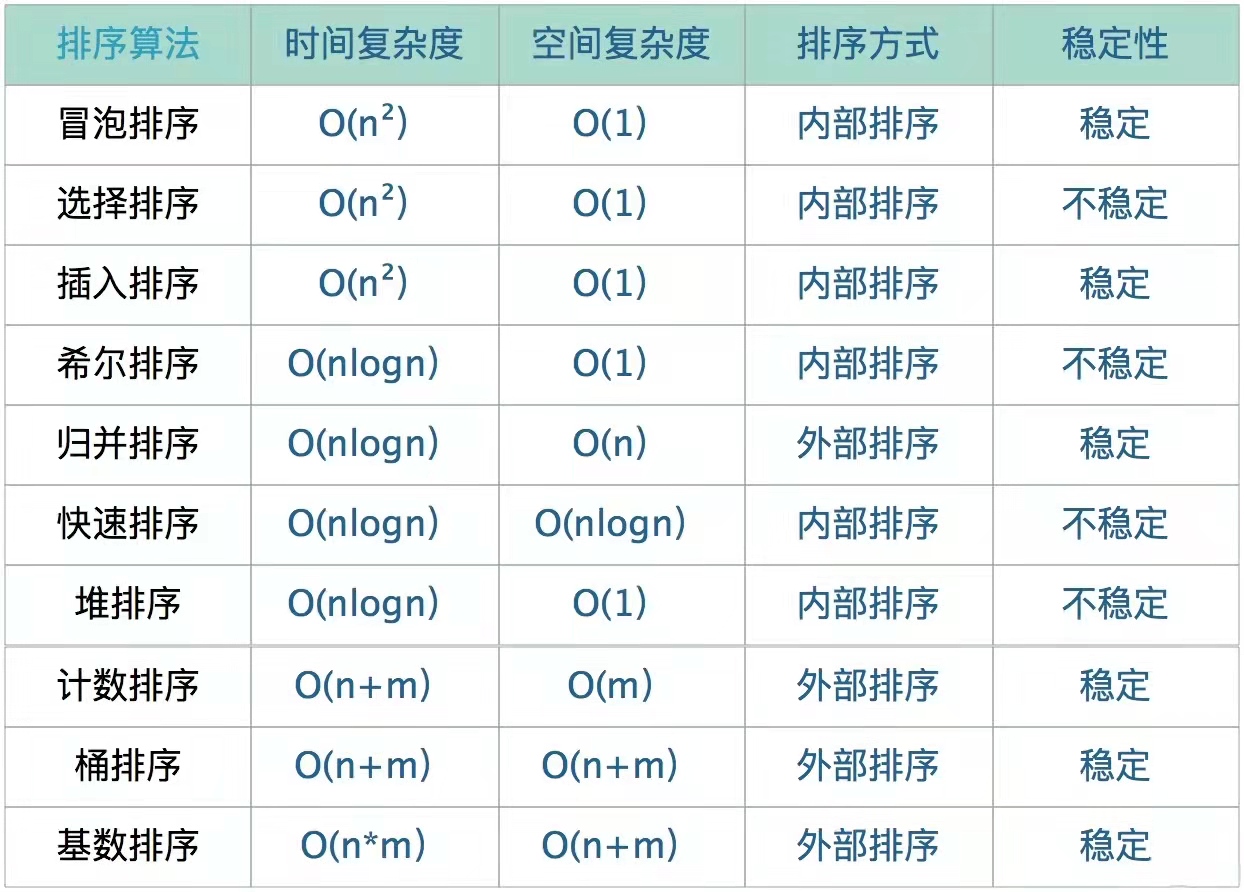 排序算法 时间复杂度 空间复杂度 排序方式 稳定性
冒泡排序 O(n²) O(1) 内部排序 稳定
选择排序 O(n²) O(1) 内部排序 不稳定
插入排序 O(n²) O(1) 内部排序 稳定
希尔排序 O(nlogn) O(1) 内部排序 不稳定
归并排序 O(nlogn) O(n) 外部排序 稳定
快速排序 O(nlogn) O(nlogn) 内部排序 不稳定
堆排序 O(nlogn) O(1) 内部排序 不稳定
计数排序 O(n+m) O(m) 外部排序 稳定
桶排序 O(n+m) O(n+m) 外部排序 稳定
基数排序 O(n*m) O(n+m) 外部排序 稳定